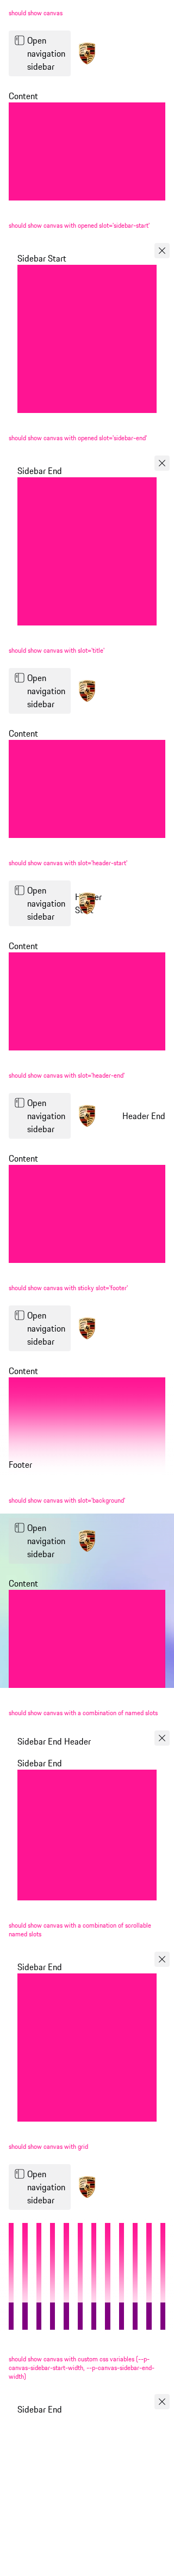 should show canvas
Open
navigation
sidebar
Content
should show canvas with opened slot='sidebar-start'
Sidebar Start
should show canvas with opened slot='sidebar-end'
Sidebar End
should show canvas with slot='title'
Open
navigation
sidebar
Content
should show canvas with slot='header-start'
Open
navigation
sidebar
Header
Start
Content
should show canvas with slot='header-end'
Open
navigation
sidebar
Header End
Content
should show canvas with sticky slot='footer'
Open
navigation
sidebar
Content
Footer
should show canvas with slot='background'
Open
navigation
sidebar
Content
should show canvas with a combination of named slots
Sidebar End Header
Sidebar End
should show canvas with a combination of scrollable
named slots
Sidebar End
should show canvas with grid
Open
navigation
sidebar
should show canvas with custom css variables (--p-
canvas-sidebar-start-width, --p-canvas-sidebar-end-
width)
Sidebar End